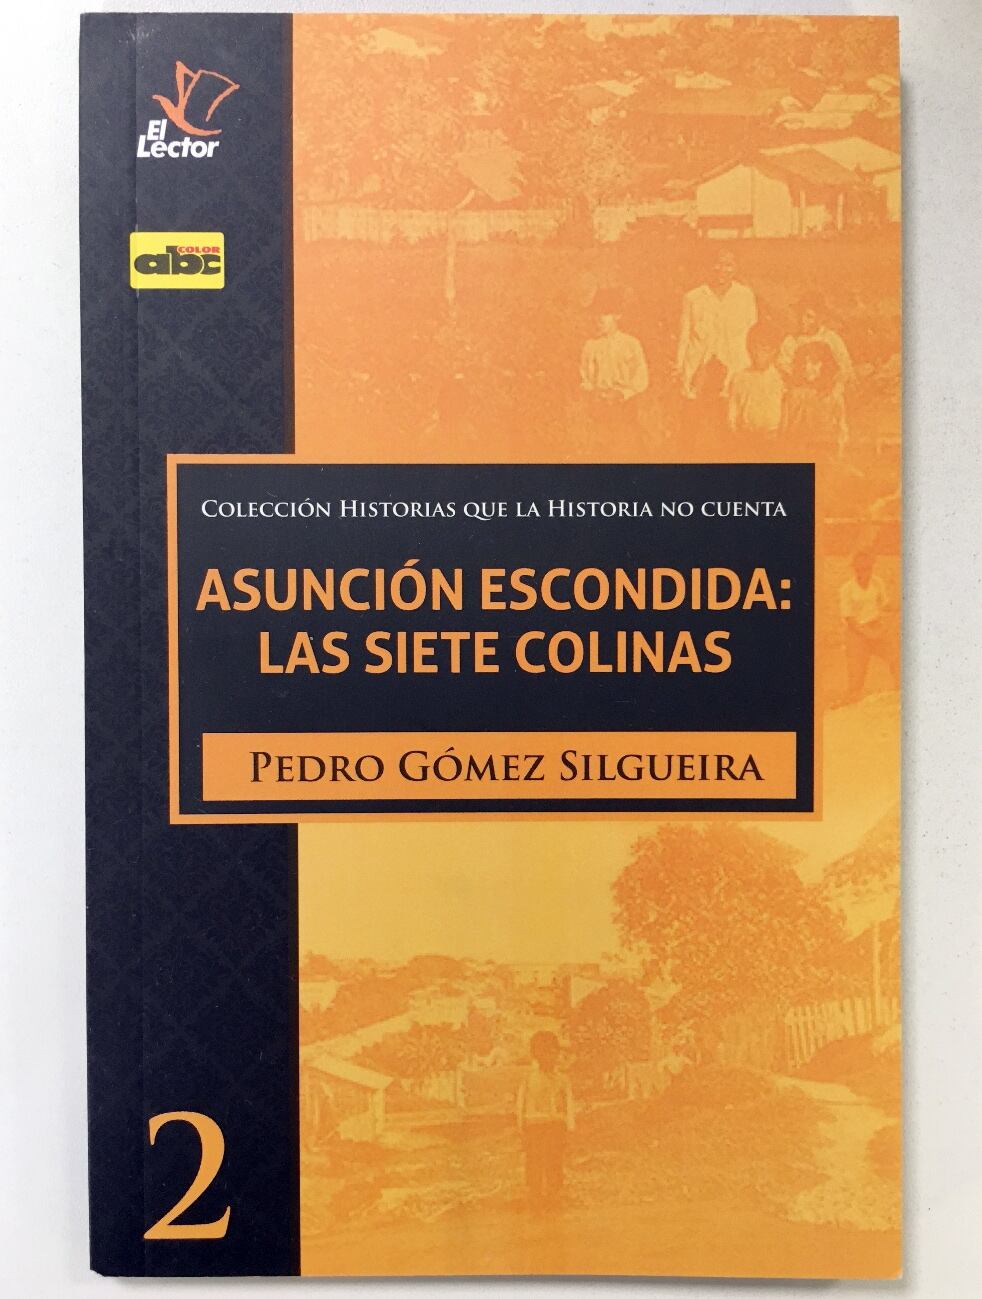 El
Lector
COLOR
abc
COLECCIÓN HISTORIAS QUE LA HISTORIA NO CUENTA
ASUNCIÓN ESCONDIDA:
LAS SIETE COLINAS
PEDRO GÓMEZ SILGUEIRA
2